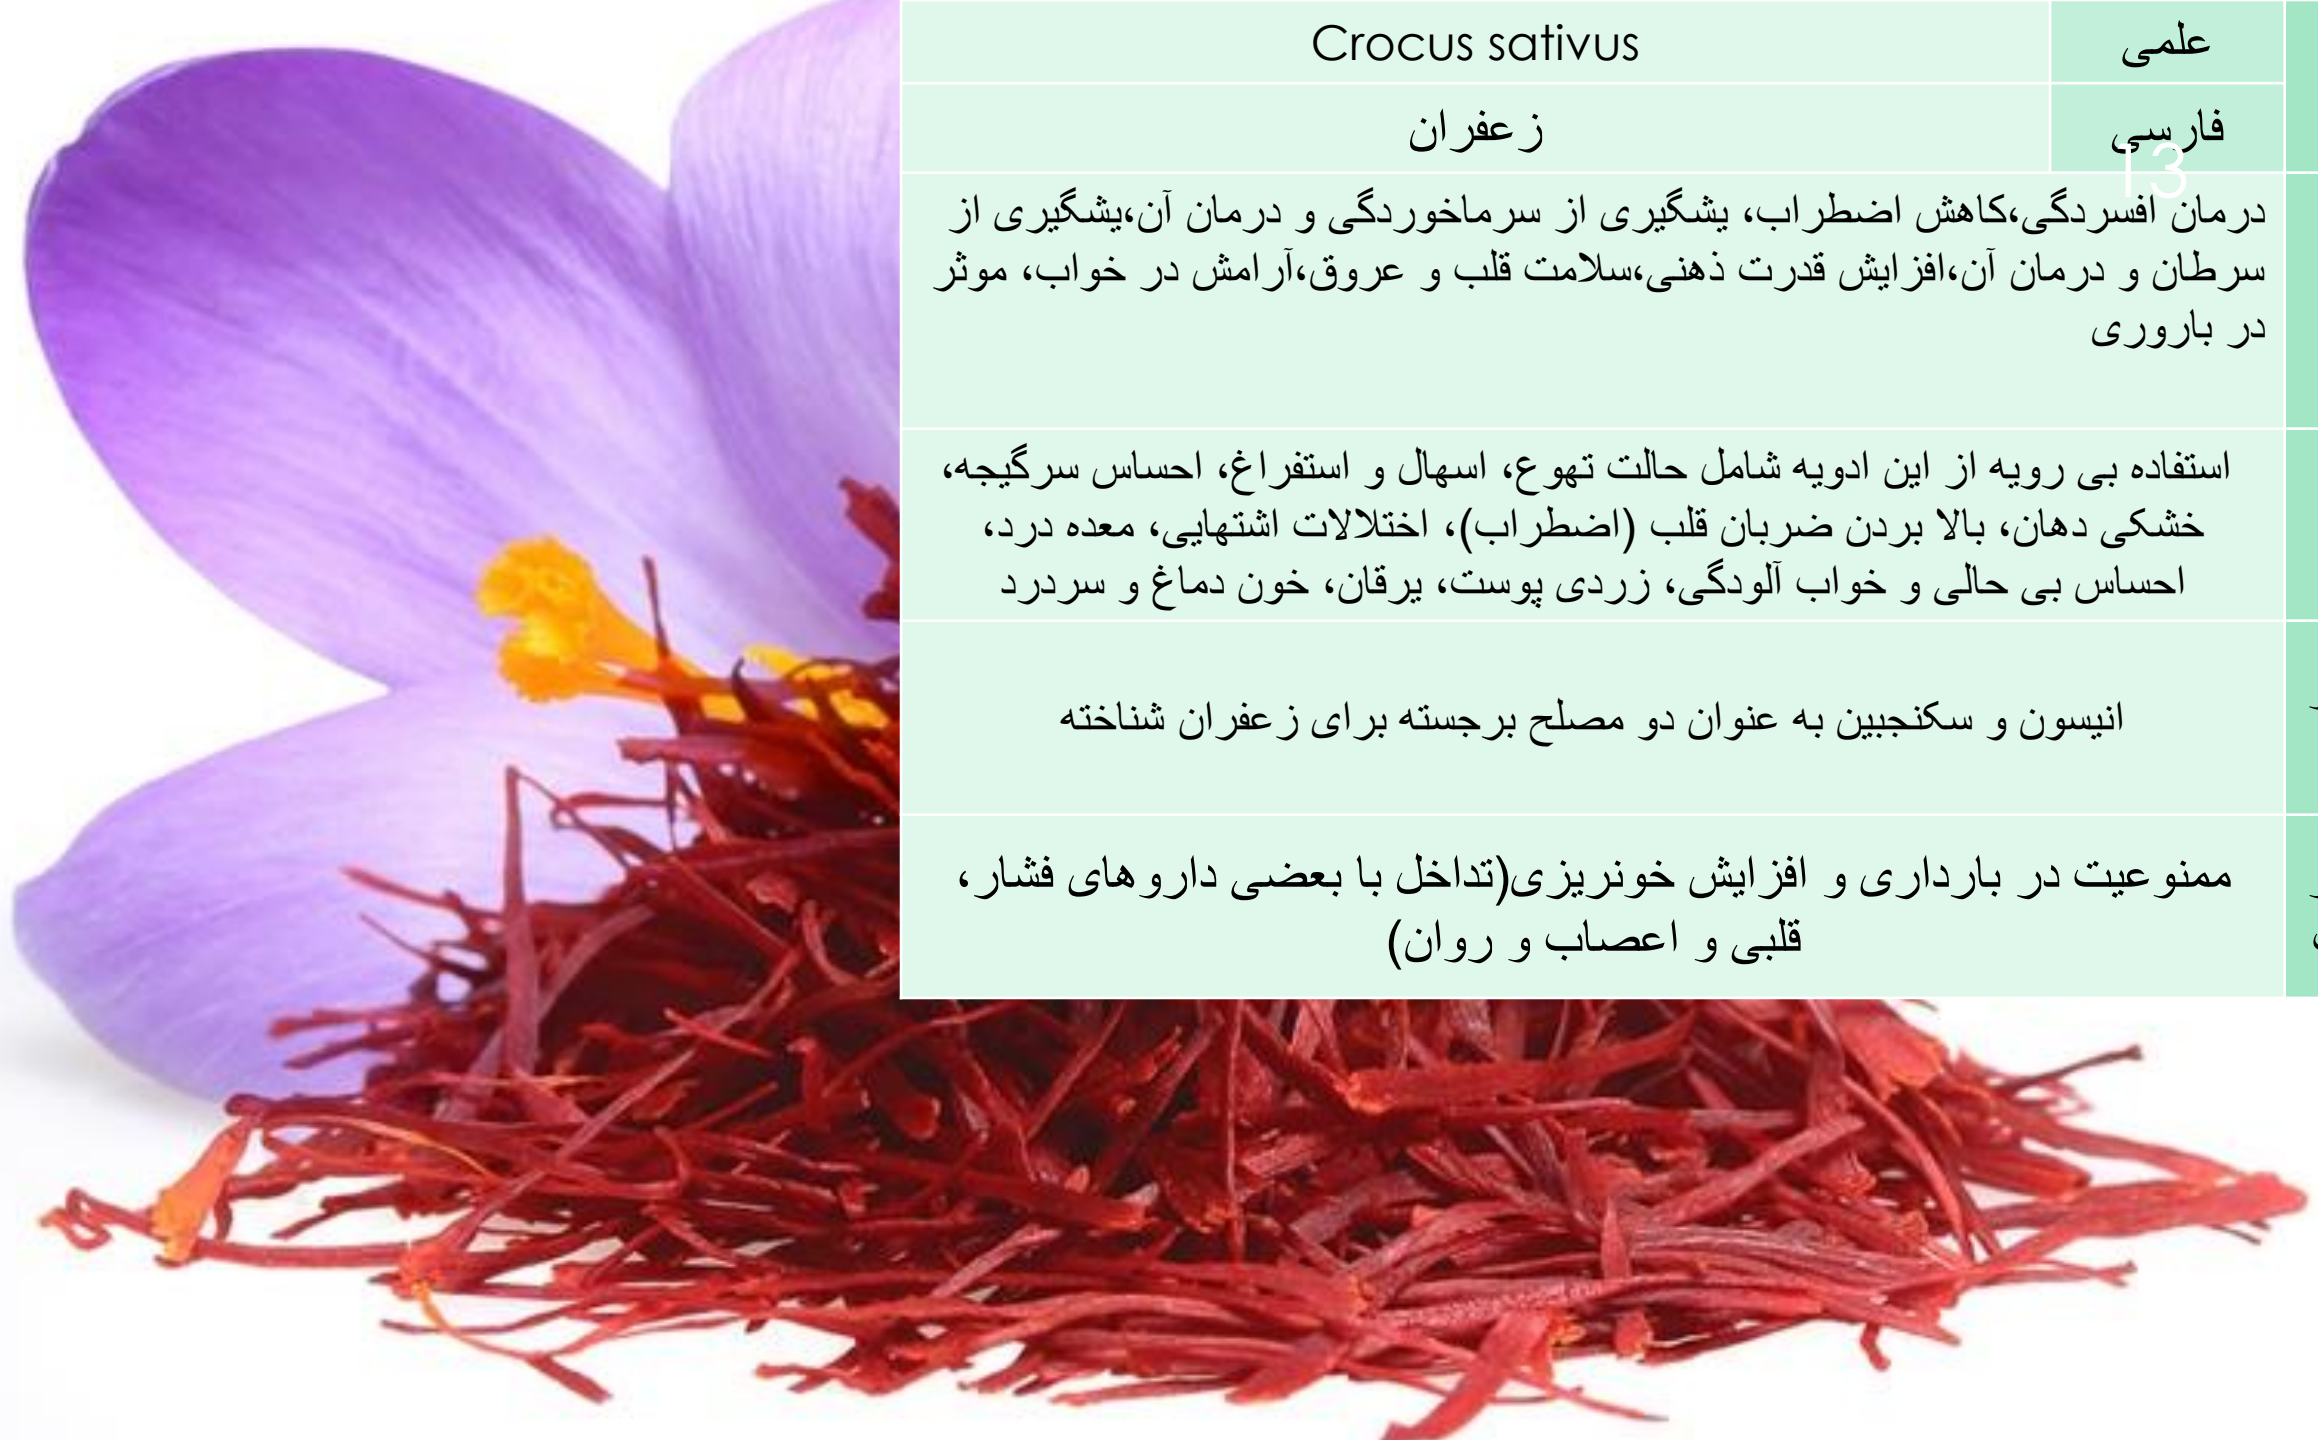 علمی
Crocus sativus
فارسی
زعفران
13
درمان افسردگی،کاهش اضطراب، پشگیری از سرماخوردگی و درمان آن،پشگیری از
سرطان و درمان آن،افزایش قدرت ذهنی،سلامت قلب و عروق،آرامش در خواب، موثر
در باروری
استفاده بی رویه از این ادویه شامل حالت تهوع، اسهال و استفراغ، احساس سرگیجه،
خشکی دهان، بالا بردن ضربان قلب (اضطراب)، اختلالات اشتهایی، معده درد،
احساس بی حالی و خواب آلودگی، زردی پوست، یرقان، خون دماغ و سردرد
انیسون و سکنجبین به عنوان دو مصلح برجسته برای زعفران شناخته
ممنوعیت در بارداری و افزایش خونریزی(تداخل با بعضی داروهای فشار،
قلبی و اعصاب و روان)